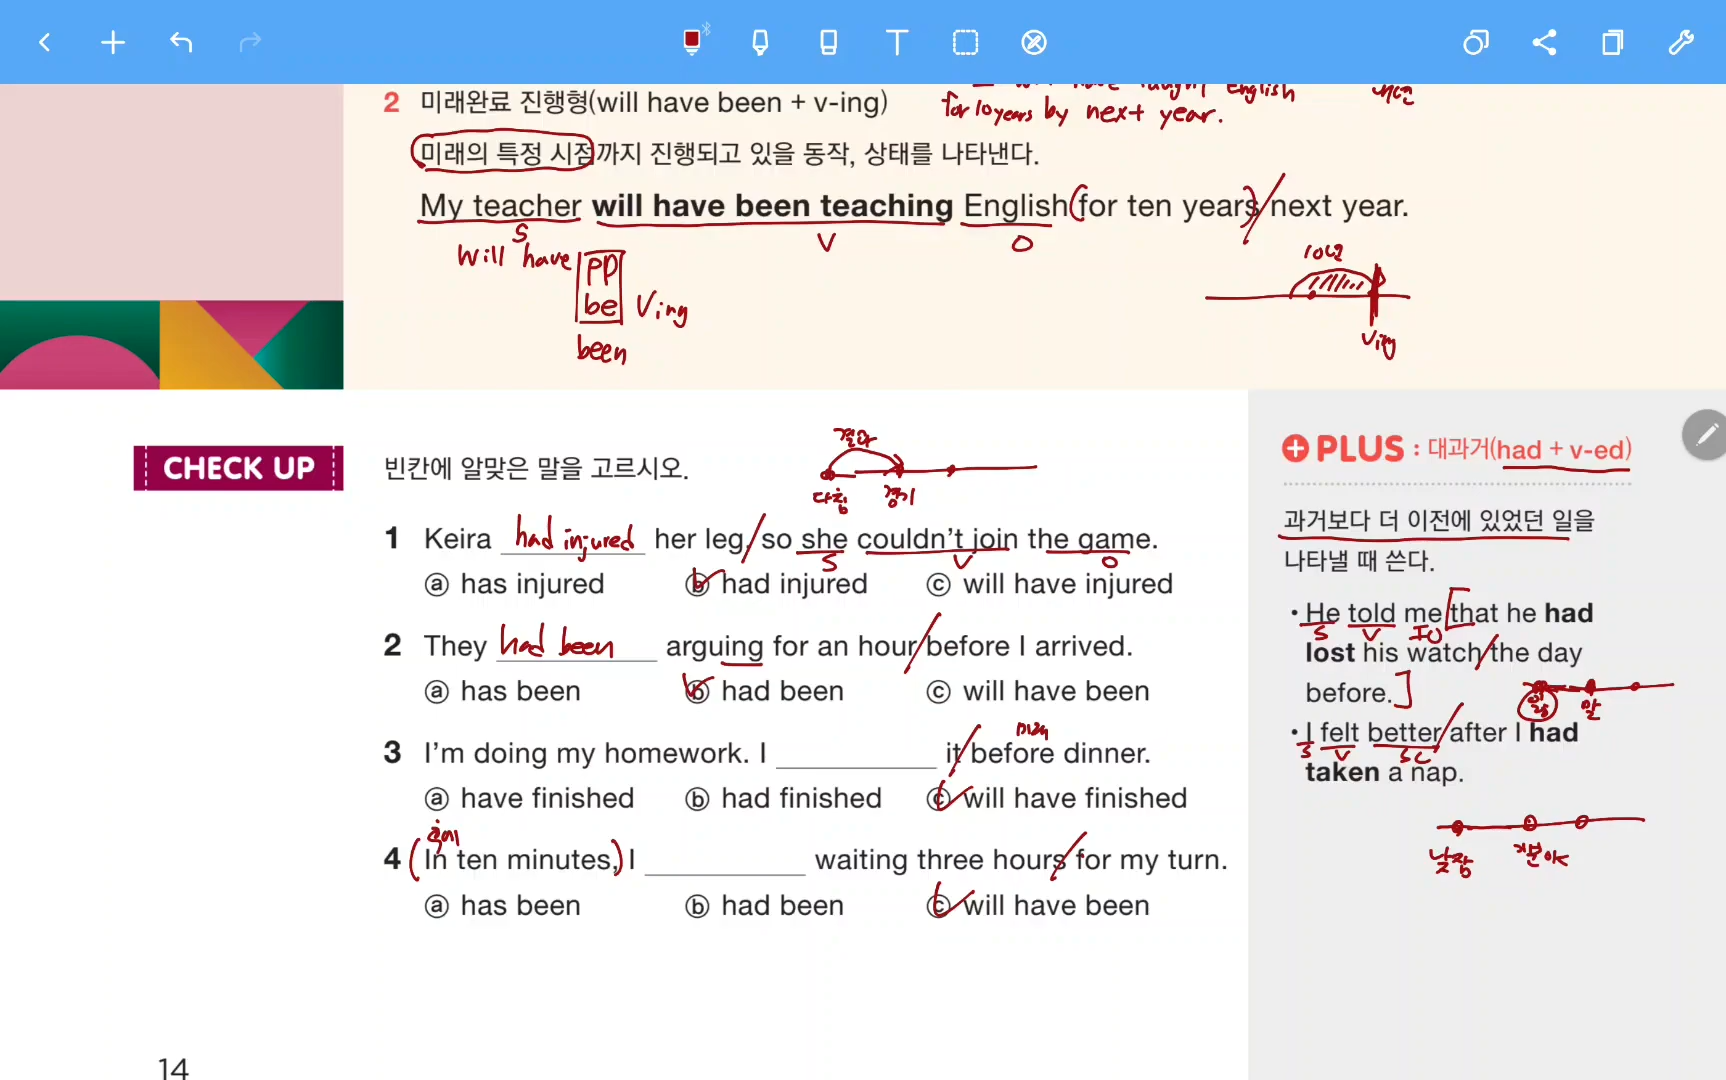 2 미래완료 진행형(will have been + v-ing)
for 10years by next year.
미래의 특정 시점까지 진행되고 있을 동작, 상태를 나타낸다.
My teacher will have been teaching English for ten years next year.
S V O
will have pp
be Ving
been
10년
Ving
CHECK UP
빈칸에 알맞은 말을 고르시오.
결과
다침 경기
1 Keira had injured her leg, so she couldn't join the game.
S V O
ⓐ has injured ⓑ had injured ⓒ will have injured
2 They had been arguing for an hour before I arrived.
ⓐ has been ⓑ had been ⓒ will have been
3 I'm doing my homework. I it before dinner.
미래
ⓐ have finished ⓑ had finished ⓒ will have finished
4 In ten minutes, I waiting three hours for my turn.
후에
ⓐ has been ⓑ had been ⓒ will have been
14
PLUS : 대과거(had + v-ed)
과거보다 더 이전에 있었던 일을
나타낼 때 쓴다.
• He told me that he had
S V IO
lost his watch the day
before.
말
• I felt better after I had
S V SC
taken a nap.
낮잠